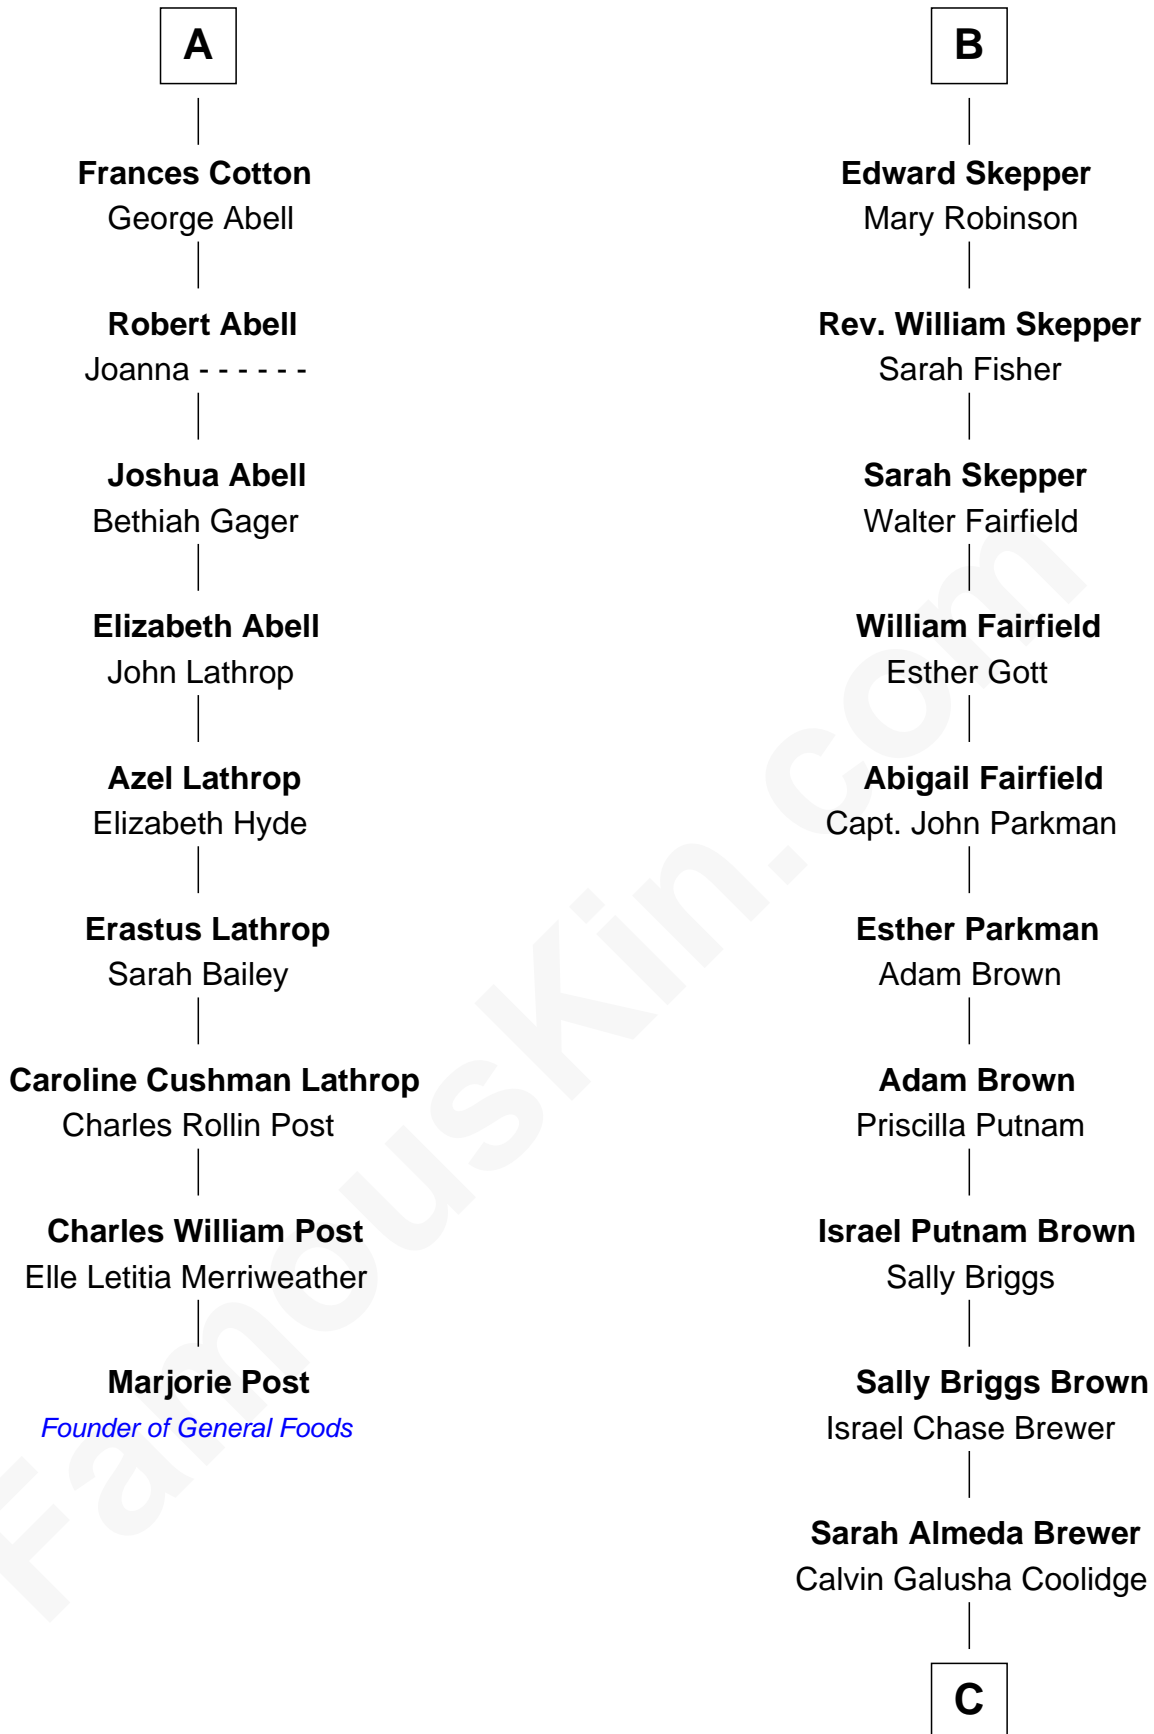 A
Frances Cotton
George Abell
Robert Abell
Joanna - - - - - -
Joshua Abell
Bethiah Gager
Elizabeth Abell
John Lathrop
Azel Lathrop
Elizabeth Hyde
Erastus Lathrop
Sarah Bailey
Caroline Cushman Lathrop
Charles Rollin Post
Charles William Post
Elle Letitia Merriweather
Marjorie Post
Founder of General Foods
B
Edward Skepper
Mary Robinson
Rev. William Skepper
Sarah Fisher
Sarah Skepper
Walter Fairfield
William Fairfield
Esther Gott
Abigail Fairfield
Capt. John Parkman
Esther Parkman
Adam Brown
Adam Brown
Priscilla Putnam
Israel Putnam Brown
Sally Briggs
Sally Briggs Brown
Israel Chase Brewer
Sarah Almeda Brewer
Calvin Galusha Coolidge
C
FamousKin.com